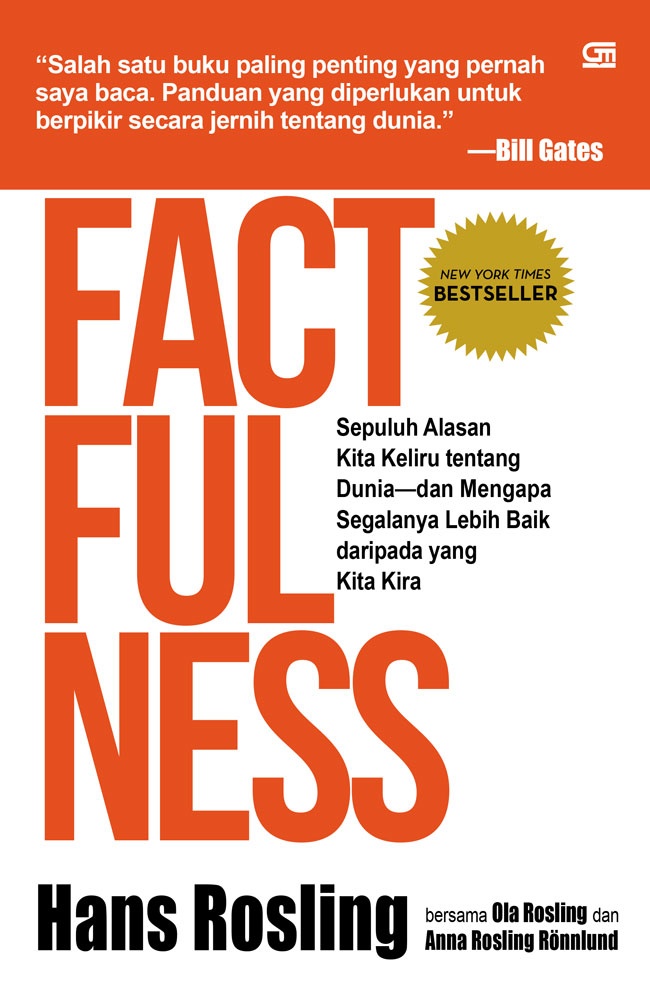 “Salah satu buku paling penting yang pernah
saya baca. Panduan yang diperlukan untuk
berpikir secara jernih tentang dunia.”
—Bill Gates
GM
FACT
FUL
NESS
NEW YORK TIMES
BESTSELLER
Sepuluh Alasan
Kita Keliru tentang
Dunia—dan Mengapa
Segalanya Lebih Baik
daripada yang
Kita Kira
Hans Rosling
bersama Ola Rosling dan
Anna Rosling Rönnlund